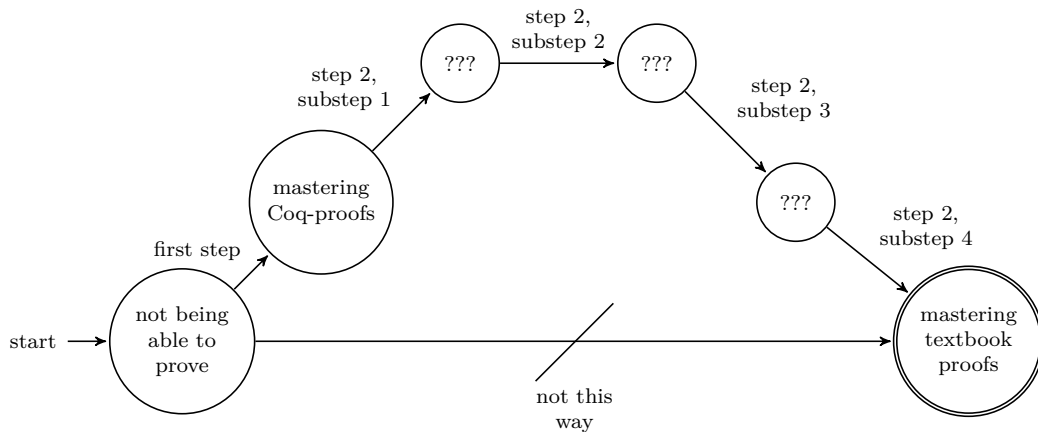 step 2,
substep 2
???
???
step 2,
substep 1
step 2,
substep 3
mastering
Coq-proofs
???
step 2,
substep 4
first step
start
not being
able to
prove
mastering
textbook
proofs
not this
way